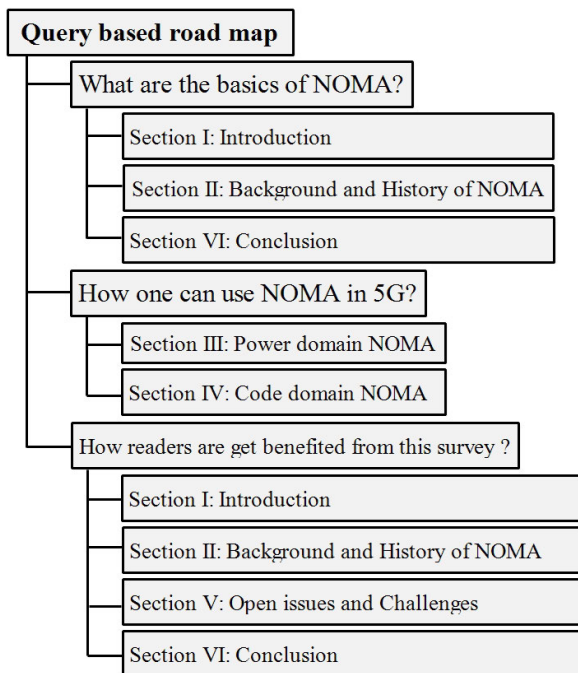 Query based road map
What are the basics of NOMA?
Section I: Introduction
Section II: Background and History of NOMA
Section VI: Conclusion
How one can use NOMA in 5G?
Section III: Power domain NOMA
Section IV: Code domain NOMA
How readers are get benefited from this survey ?
Section I: Introduction
Section II: Background and History of NOMA
Section V: Open issues and Challenges
Section VI: Conclusion